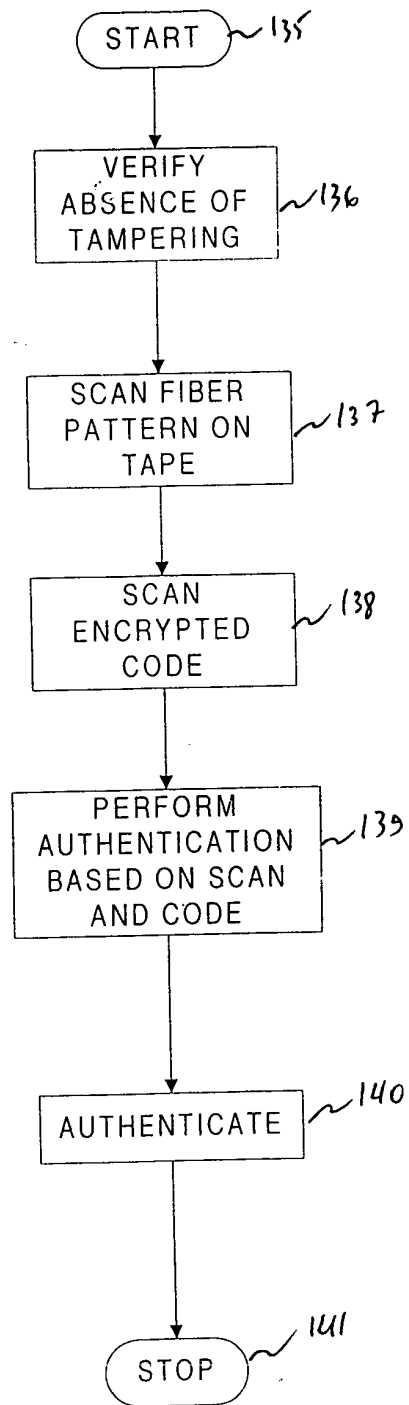 START 135
VERIFY
ABSENCE OF
TAMPERING 136
SCAN FIBER
PATTERN ON 137
TAPE
SCAN
ENCRYPTED 138
CODE
PERFORM 139
AUTHENTICATION
BASED ON SCAN
AND CODE
AUTHENTICATE 140
STOP 141